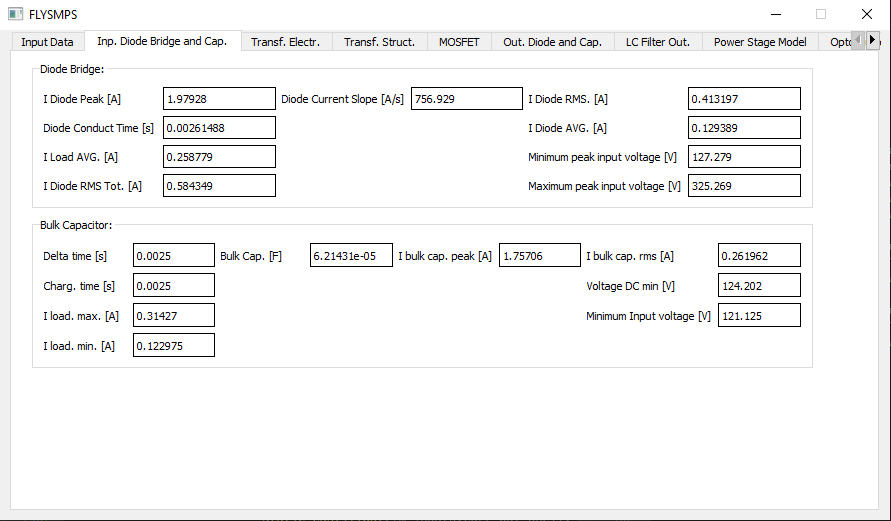 FLYSMPS
Input Data Inp. Diode Bridge and Cap. Transf. Electr. Transf. Struct. MOSFET Out. Diode and Cap. LC Filter Out. Power Stage Model
Diode Bridge:
I Diode Peak [A] 1.97928 Diode Current Slope [A/s] 756.929 I Diode RMS. [A] 0.413197
Diode Conduct Time [s] 0.00261488 I Diode AVG. [A] 0.129389
I Load AVG. [A] 0.258779 Minimum peak input voltage [V] 127.279
I Diode RMS Tot. [A] 0.584349 Maximum peak input voltage [V] 325.269
Bulk Capacitor:
Delta time [s] 0.0025 Bulk Cap. [F] 6.21431e-05 I bulk cap. peak [A] 1.75706 I bulk cap. rms [A] 0.261962
Charg. time [s] 0.0025 Voltage DC min [V] 124.202
I load. max. [A] 0.31427 Minimum Input voltage [V] 121.125
I load. min. [A] 0.122975